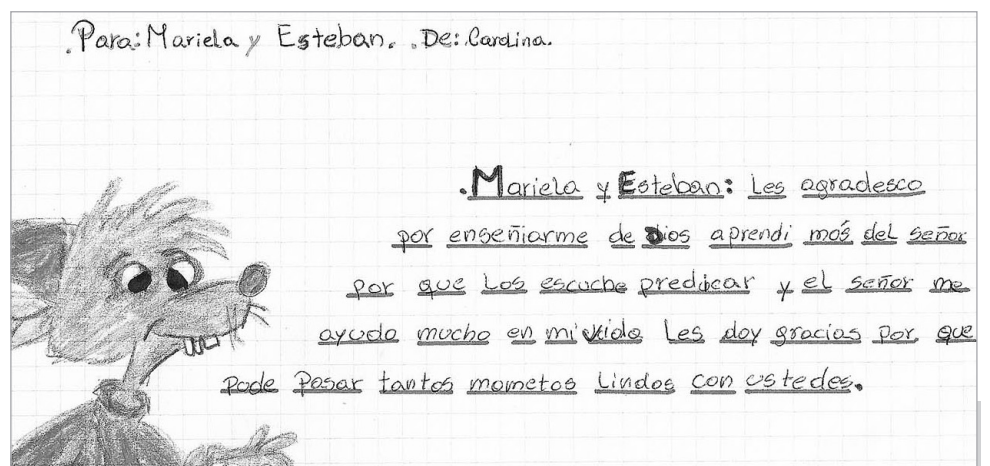 .Para: Mariela y Esteban. .De: Carolina.
.Mariela y Esteban: Les agradesco
por enseñiarme de Dios aprendi más del señor
por que Los escuche predicar y el señor me
ayuda mucho en mi vida Les doy gracias por que
pude Pasar tantos mometos Lindos con ustedes.